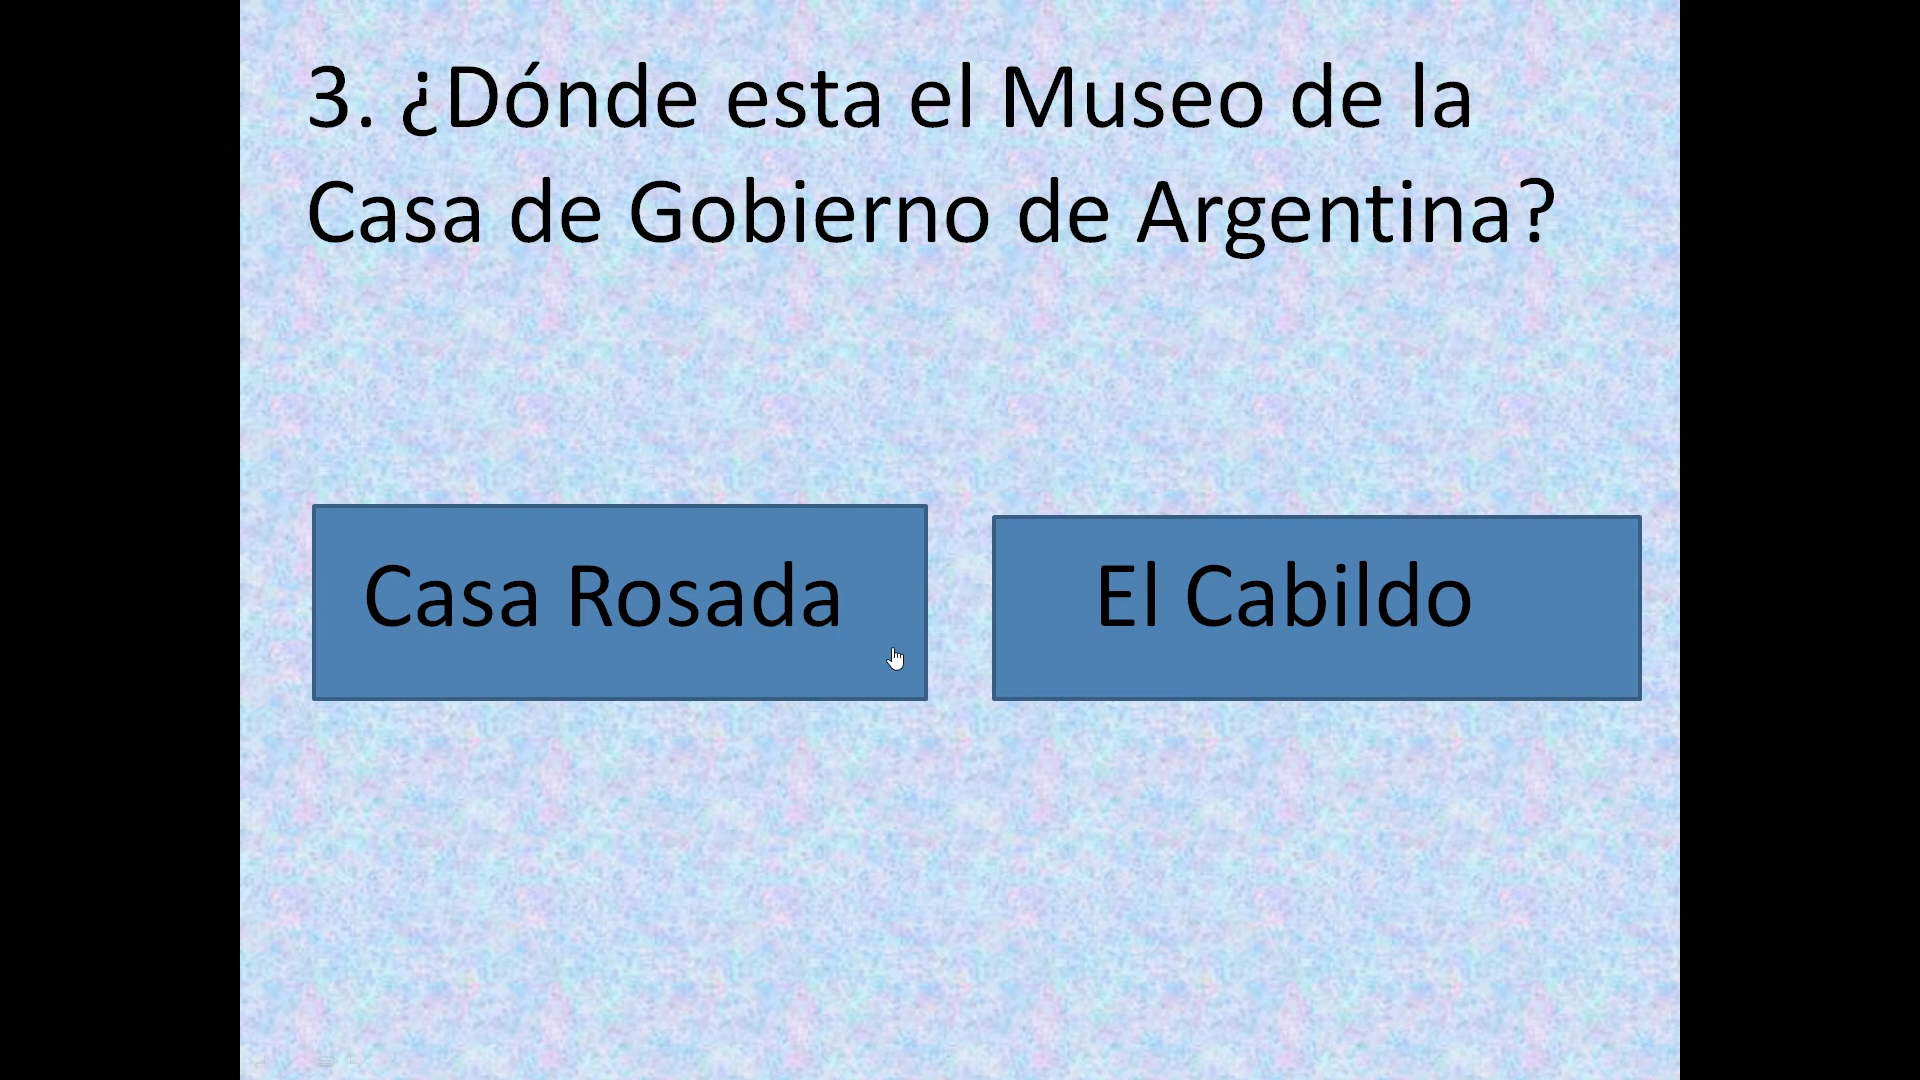 3. ¿Dónde esta el Museo de la
Casa de Gobierno de Argentina?
Casa Rosada
El Cabildo